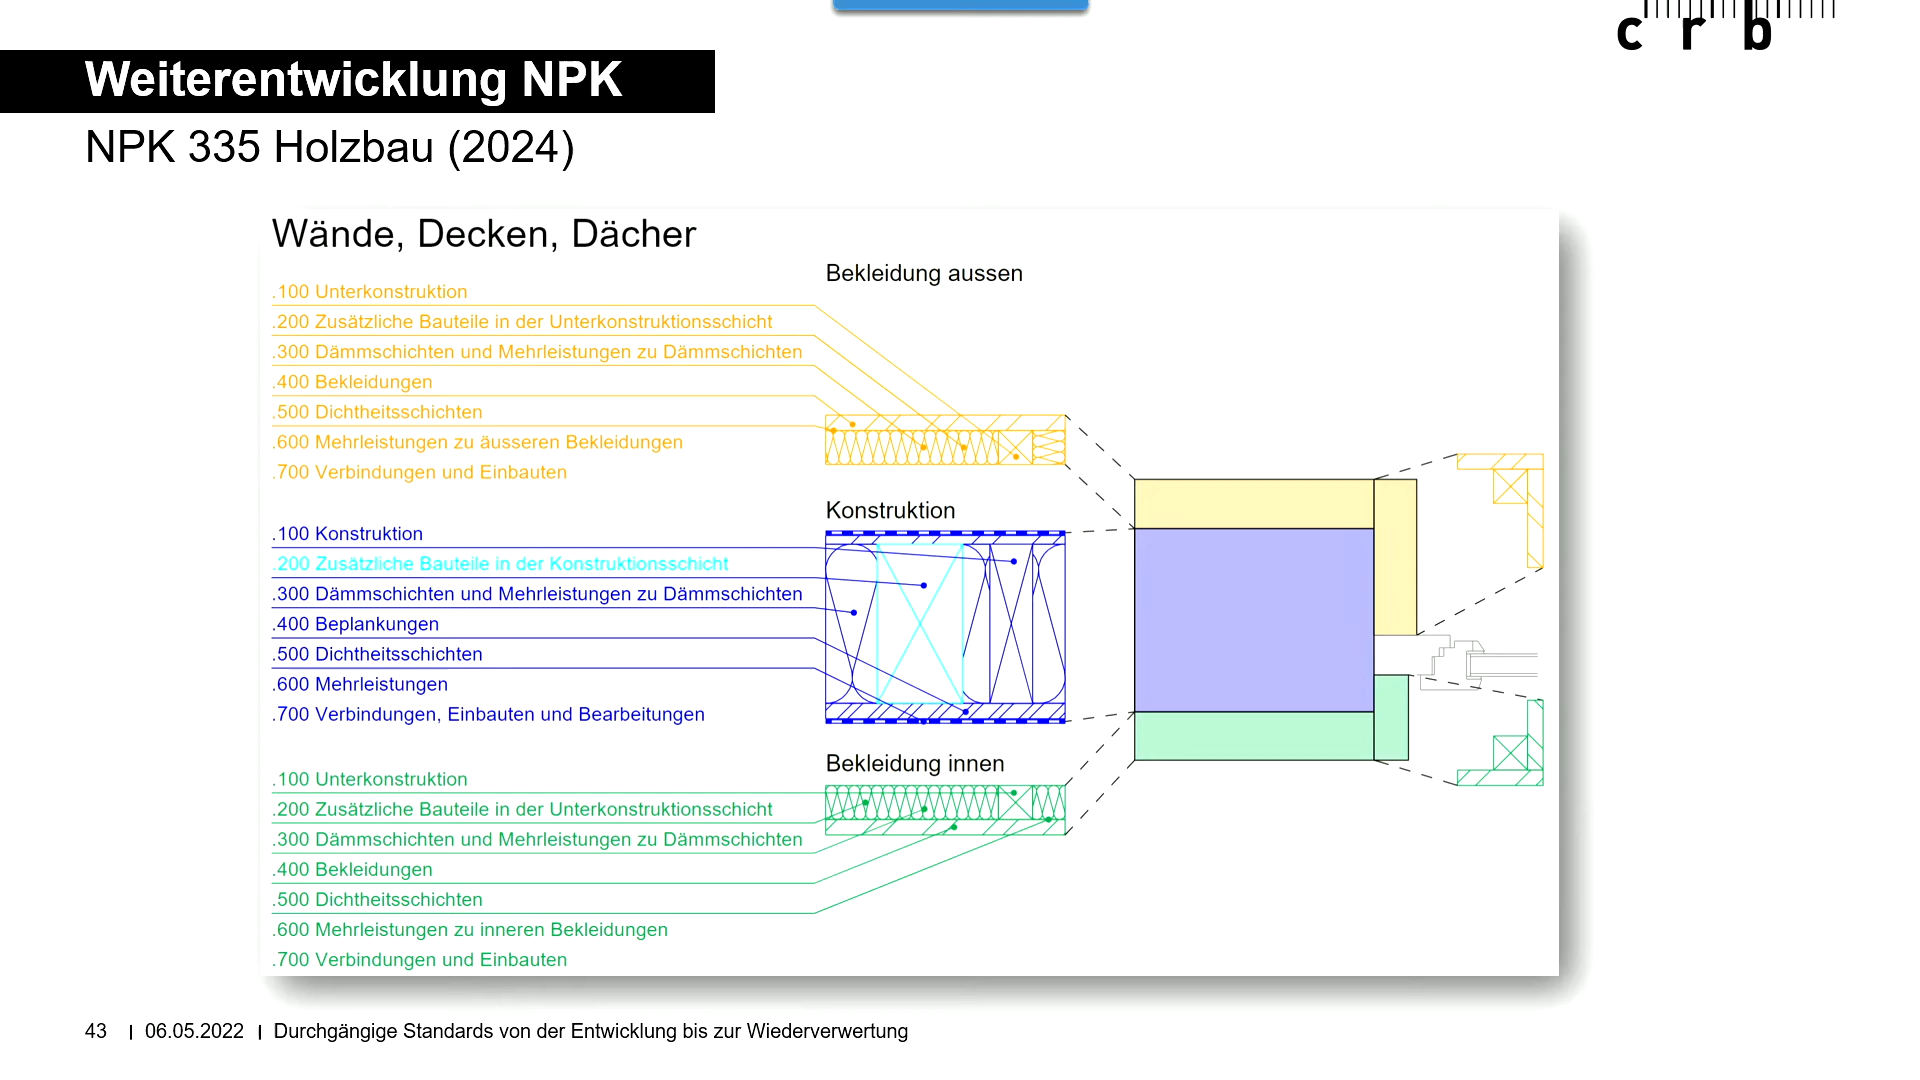 crb
Weiterentwicklung NPK
NPK 335 Holzbau (2024)
Wände, Decken, Dächer
Bekleidung aussen
.100 Unterkonstruktion
.200 Zusätzliche Bauteile in der Unterkonstruktionsschicht
.300 Dämmschichten und Mehrleistungen zu Dämmschichten
.400 Bekleidungen
.500 Dichtheitsschichten
.600 Mehrleistungen zu äusseren Bekleidungen
.700 Verbindungen und Einbauten
Konstruktion
.100 Konstruktion
.200 Zusätzliche Bauteile in der Konstruktionsschicht
.300 Dämmschichten und Mehrleistungen zu Dämmschichten
.400 Beplankungen
.500 Dichtheitsschichten
.600 Mehrleistungen
.700 Verbindungen, Einbauten und Bearbeitungen
Bekleidung innen
.100 Unterkonstruktion
.200 Zusätzliche Bauteile in der Unterkonstruktionsschicht
.300 Dämmschichten und Mehrleistungen zu Dämmschichten
.400 Bekleidungen
.500 Dichtheitsschichten
.600 Mehrleistungen zu inneren Bekleidungen
.700 Verbindungen und Einbauten
43 | 06.05.2022 | Durchgängige Standards von der Entwicklung bis zur Wiederverwertung